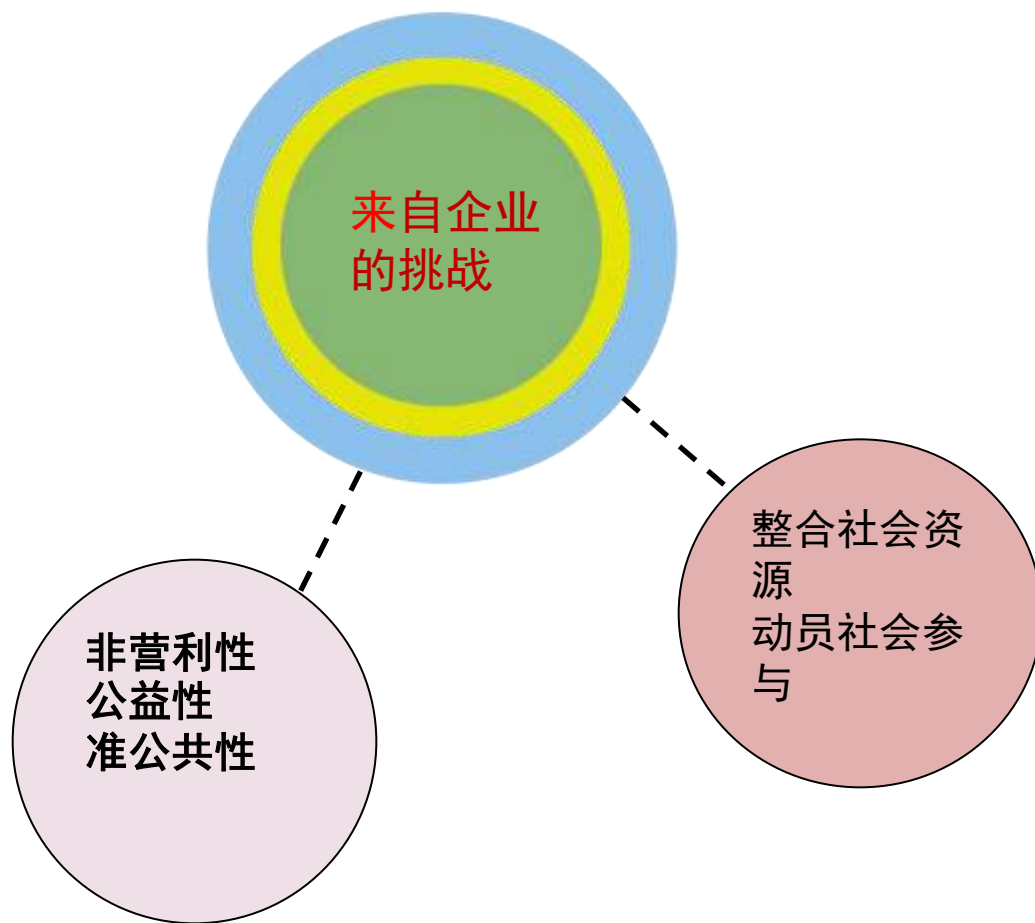 来自企业
的挑战
整合社会资
源
动员社会参
与
非营利性
公益性
准公共性